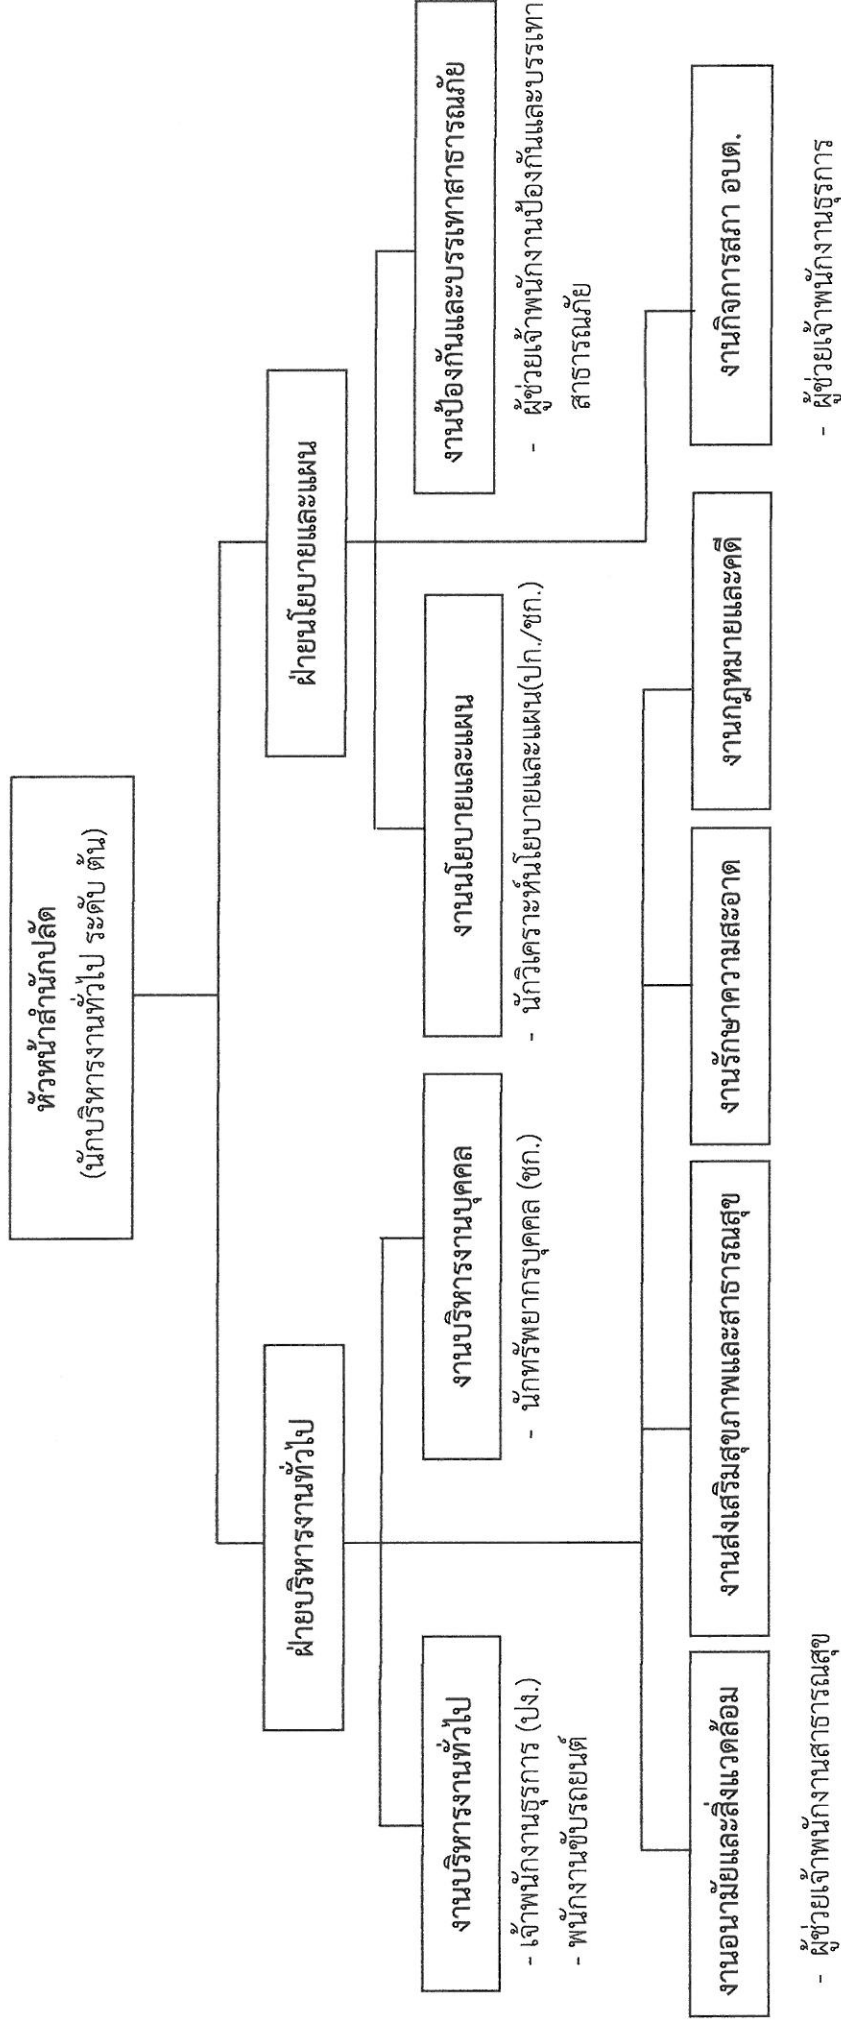 หัวหน้าสำนักปลัด
(นักบริหารงานทั่วไป ระดับ ต้น)
ฝ่ายบริหารงานทั่วไป
ฝ่ายนโยบายและแผน
งานบริหารงานทั่วไป
- เจ้าพนักงานธุรการ (ปง.)
- พนักงานขับรถยนต์
งานบริหารงานบุคคล
- นักทรัพยากรบุคคล (ชก.)
งานนโยบายและแผน
- นักวิเคราะห์นโยบายและแผน(ปก./ชก.)
งานป้องกันและบรรเทาสาธารณภัย
- ผู้ช่วยเจ้าพนักงานป้องกันและบรรเทา
สาธารณภัย
งานอนามัยและสิ่งแวดล้อม
- ผู้ช่วยเจ้าพนักงานสาธารณสุข
งานส่งเสริมสุขภาพและสาธารณสุข
งานรักษาความสะอาด
งานกฎหมายและคดี
งานกิจการสภา อบต.
- ผู้ช่วยเจ้าพนักงานธุรการ